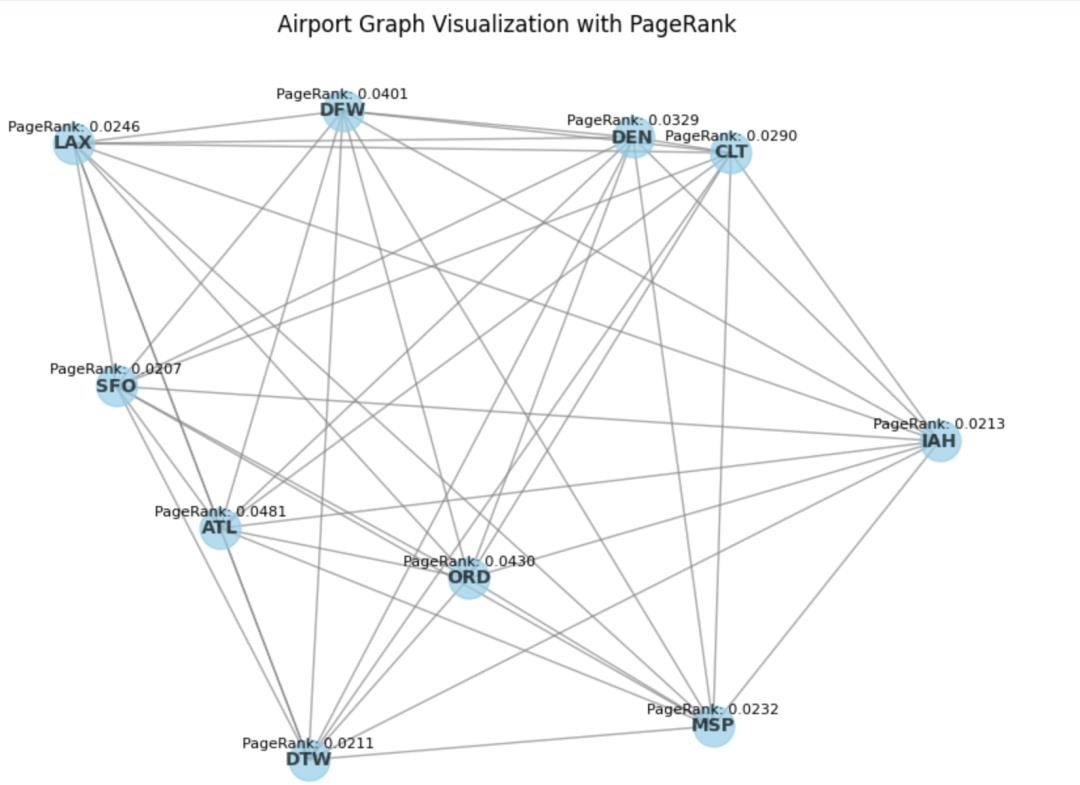 Airport Graph Visualization with PageRank
PageRank: 0.0401
DFW
PageRank: 0.0246
LAX
PageRank: 0.0329
DEN
PageRank: 0.0290
CLT
PageRank: 0.0207
SFO
PageRank: 0.0213
IAH
PageRank: 0.0481
ATL
PageRank: 0.0430
ORD
PageRank: 0.0232
MSP
PageRank: 0.0211
DTW